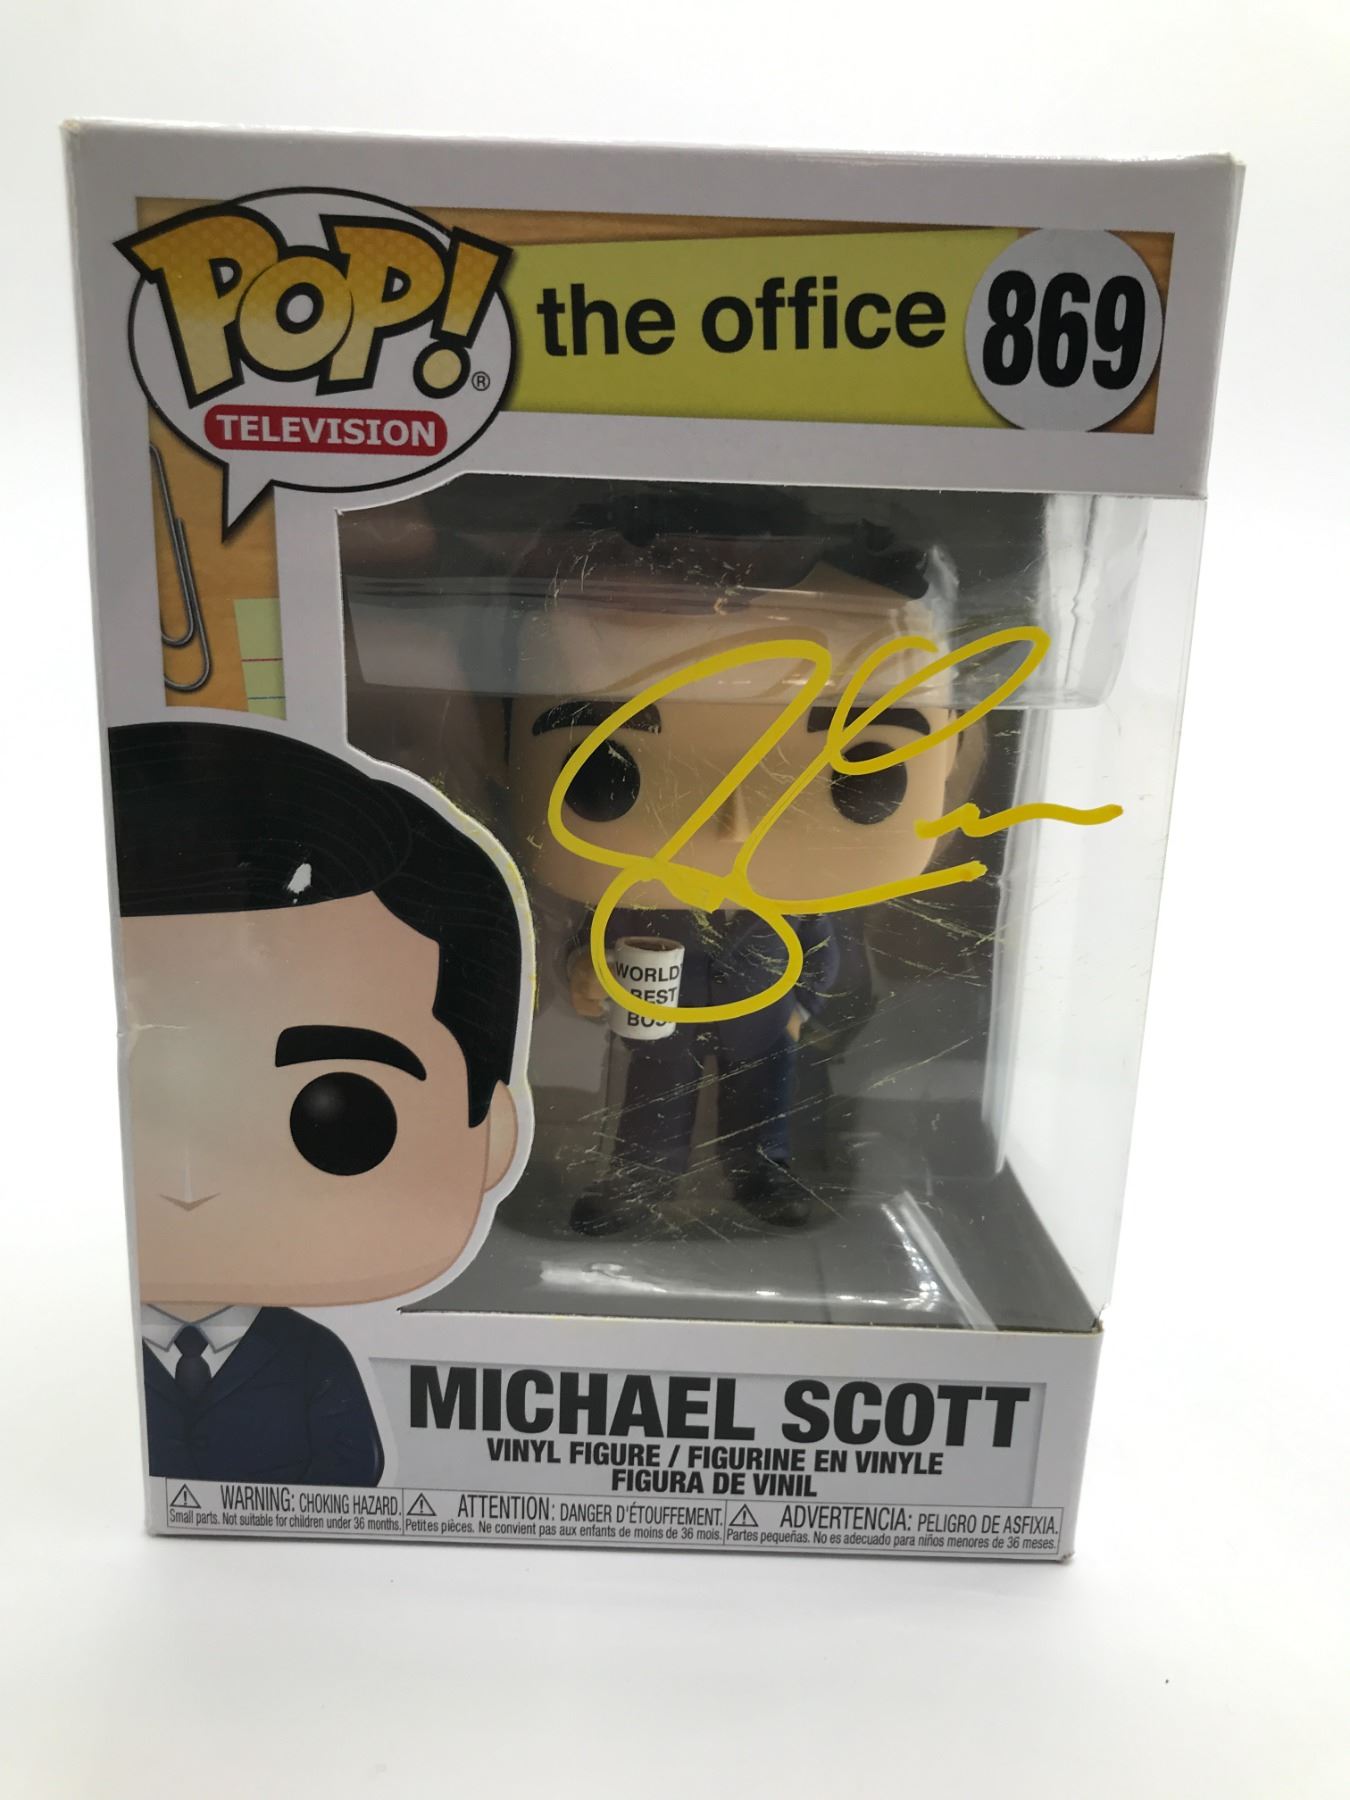 POP!®
TELEVISION
the office
869
WORLD'
BEST
BOS
MICHAEL SCOTT
VINYL FIGURE / FIGURINE EN VINYLE
FIGURA DE VINIL
WARNING: CHOKING HAZARD.
Small parts. Not suitable for children under 36 months.
ATTENTION: DANGER D'ÉTOUFFEMENT.
Petites pièces. Ne convient pas aux enfants de moins de 36 mois.
ADVERTENCIA: PELIGRO DE ASFIXIA.
Partes pequeñas. No es adecuado para niños menores de 36 meses.